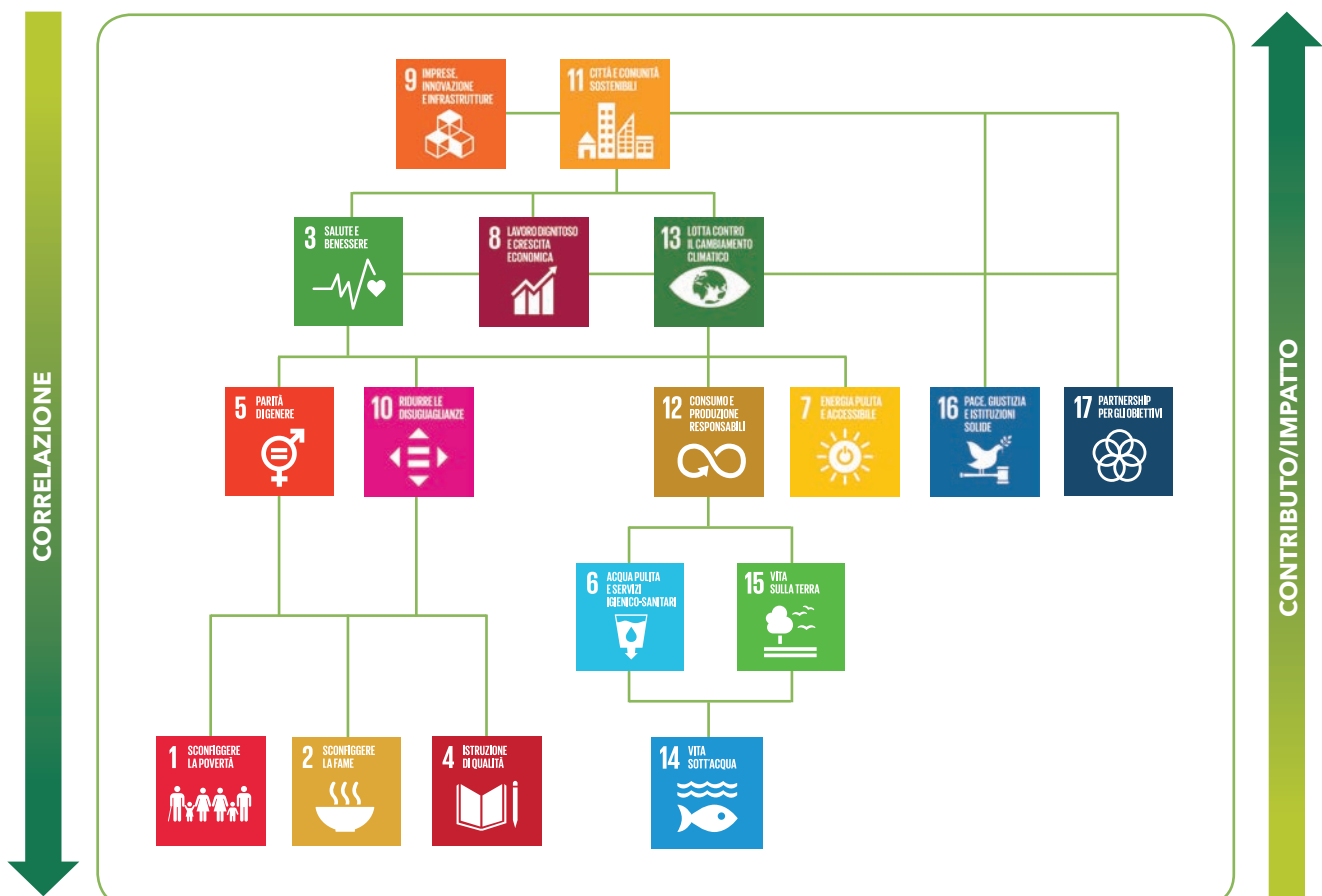 CORRELAZIONE
9 IMPRESE,
INNOVAZIONE
E INFRASTRUTTURE
11 CITTÀ E COMUNITÀ
SOSTENIBILI
3 SALUTE E
BENESSERE
8 LAVORO DIGNITOSO
E CRESCITA
ECONOMICA
13 LOTTA CONTRO
IL CAMBIAMENTO
CLIMATICO
5 PARITÀ
DI GENERE
10 RIDURRE LE
DISUGUAGLIANZE
12 CONSUMO E
PRODUZIONE
RESPONSABILI
7 ENERGIA PULITA
E ACCESSIBILE
16 PACE, GIUSTIZIA
E ISTITUZIONI
SOLIDE
17 PARTNERSHIP
PER GLI OBIETTIVI
6 ACQUA PULITA
E SERVIZI
IGIENICO-SANITARI
15 VITA
SULLA TERRA
1 SCONFIGGERE
LA POVERTÀ
2 SCONFIGGERE
LA FAME
4 ISTRUZIONE
DI QUALITÀ
14 VITA
SOTT'ACQUA
CONTRIBUTO/IMPATTO